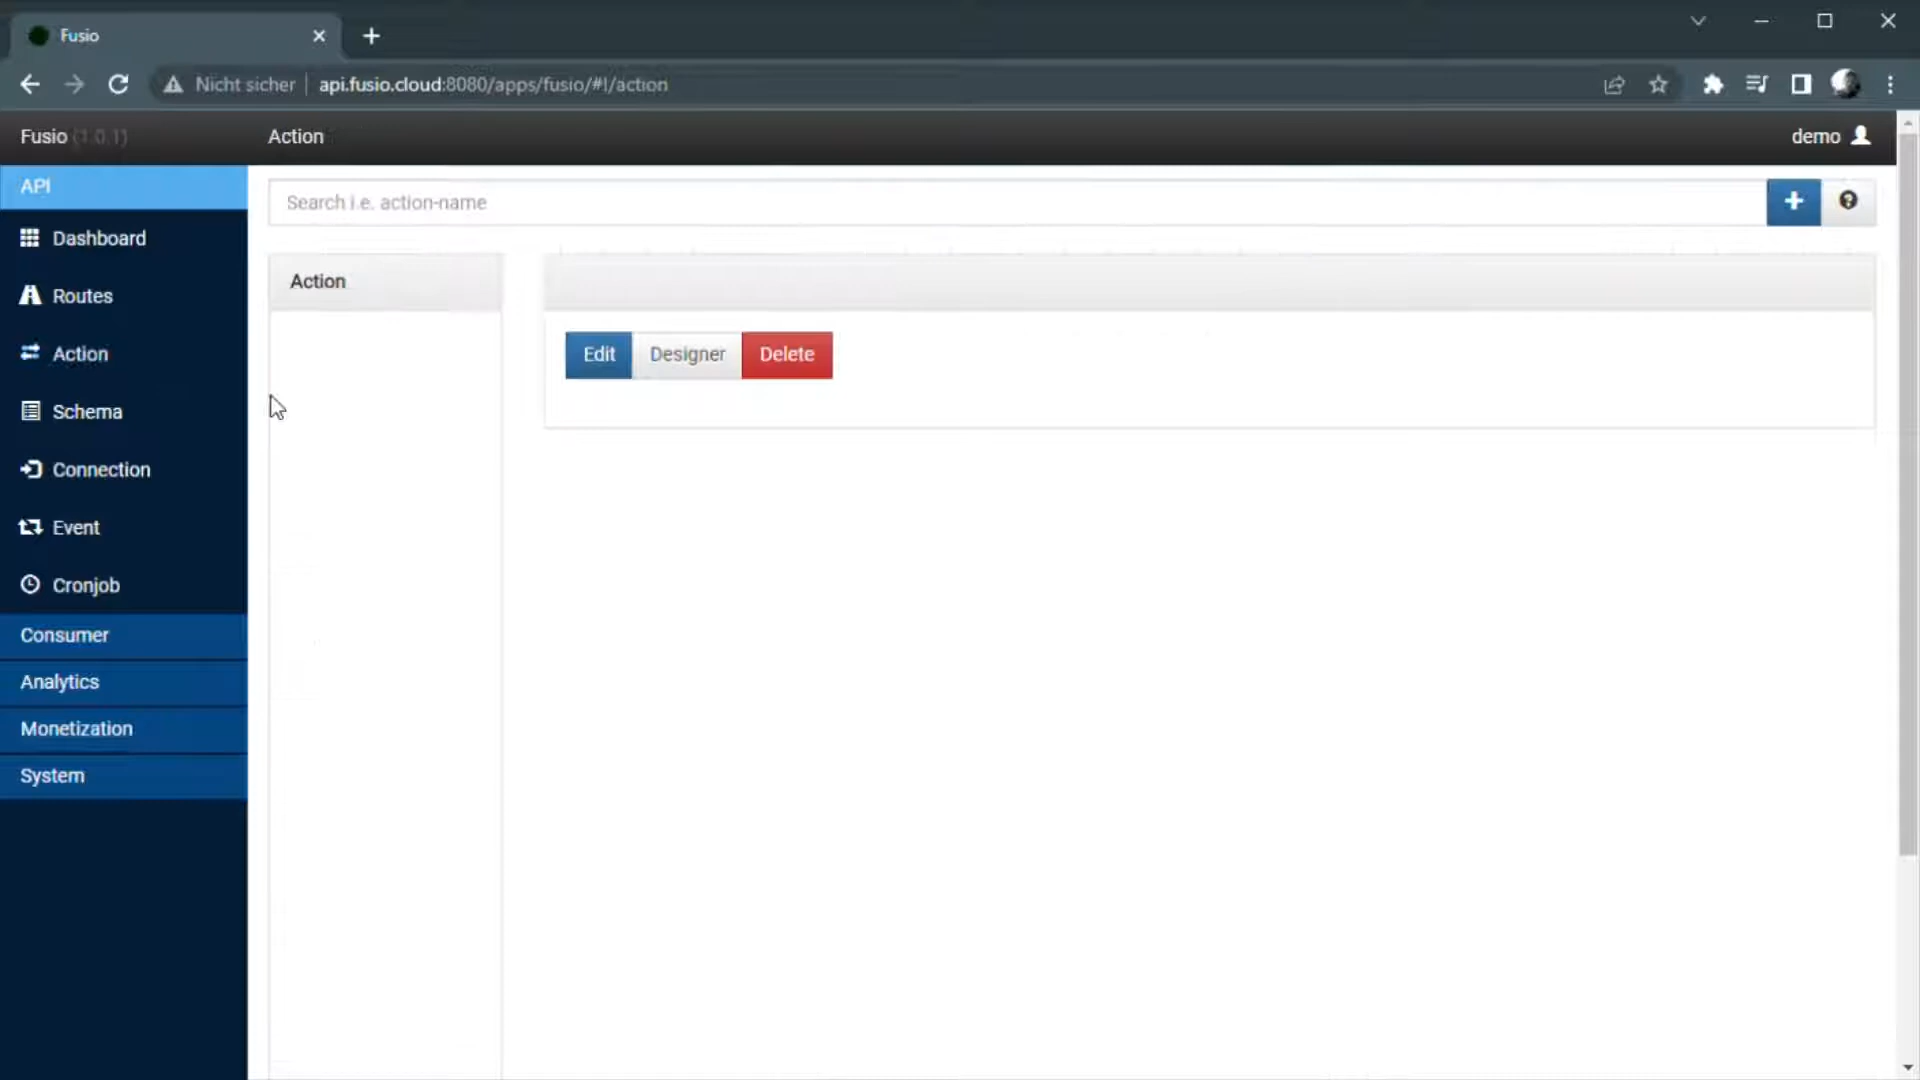 Fusio
Nicht sicher
api.fusio.cloud:8080/apps/fusio/#!/action
Fusio (1.0.1)
Action
demo
API
Dashboard
Routes
Action
Schema
Connection
Event
Cronjob
Consumer
Analytics
Monetization
System
Search i.e. action-name
Action
Edit
Designer
Delete